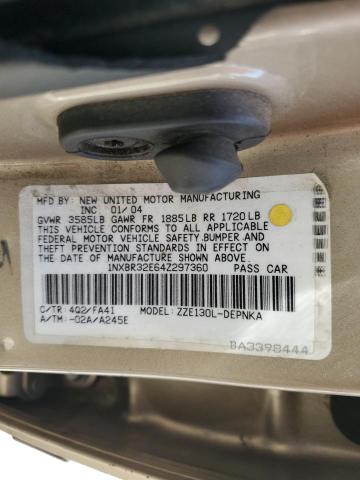 MFD. BY: NEW UNITED MOTOR MANUFACTURING
INC. 01/04
GVWR 3585LB GAWR FR 1885LB RR 1720LB
THIS VEHICLE CONFORMS TO ALL APPLICABLE
FEDERAL MOTOR VEHICLE SAFETY, BUMPER AND
THEFT PREVENTION STANDARDS IN EFFECT ON
THE DATE OF MANUFACTURE SHOWN ABOVE.
1NXBR32E64Z297360 PASS CAR
C/TR: 4Q2/FA41 MODEL: ZZE130L-DEPNKA
A/TM: -02A/A245E
BA3398444